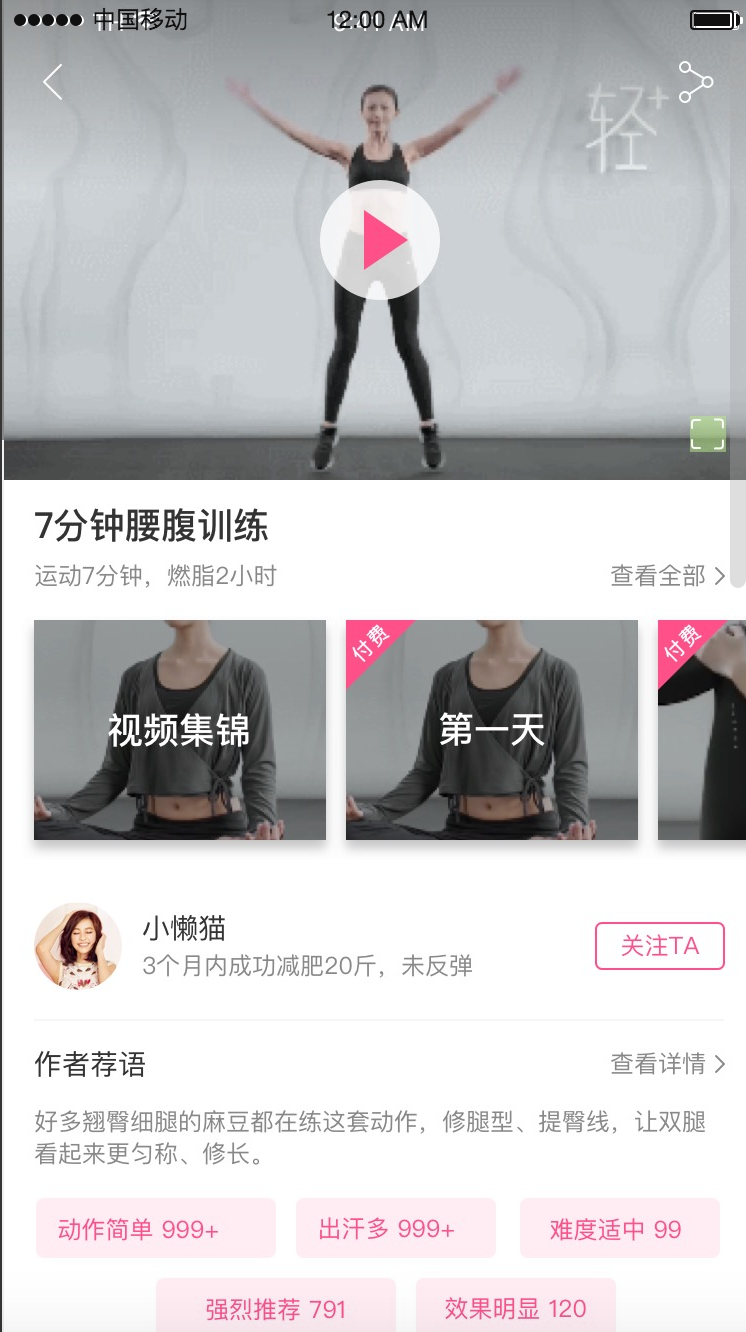 中国移动
12:00 AM
轻+
7分钟腰腹训练
运动7分钟，燃脂2小时
查看全部
视频集锦
付费
第一天
付费
小懒猫
3个月内成功减肥20斤，未反弹
关注TA
作者荐语
查看详情
好多翘臀细腿的麻豆都在练这套动作，修腿型、提臀线，让双腿
看起来更匀称、修长。
动作简单 999+
出汗多 999+
难度适中 99
强烈推荐 791
效果明显 120